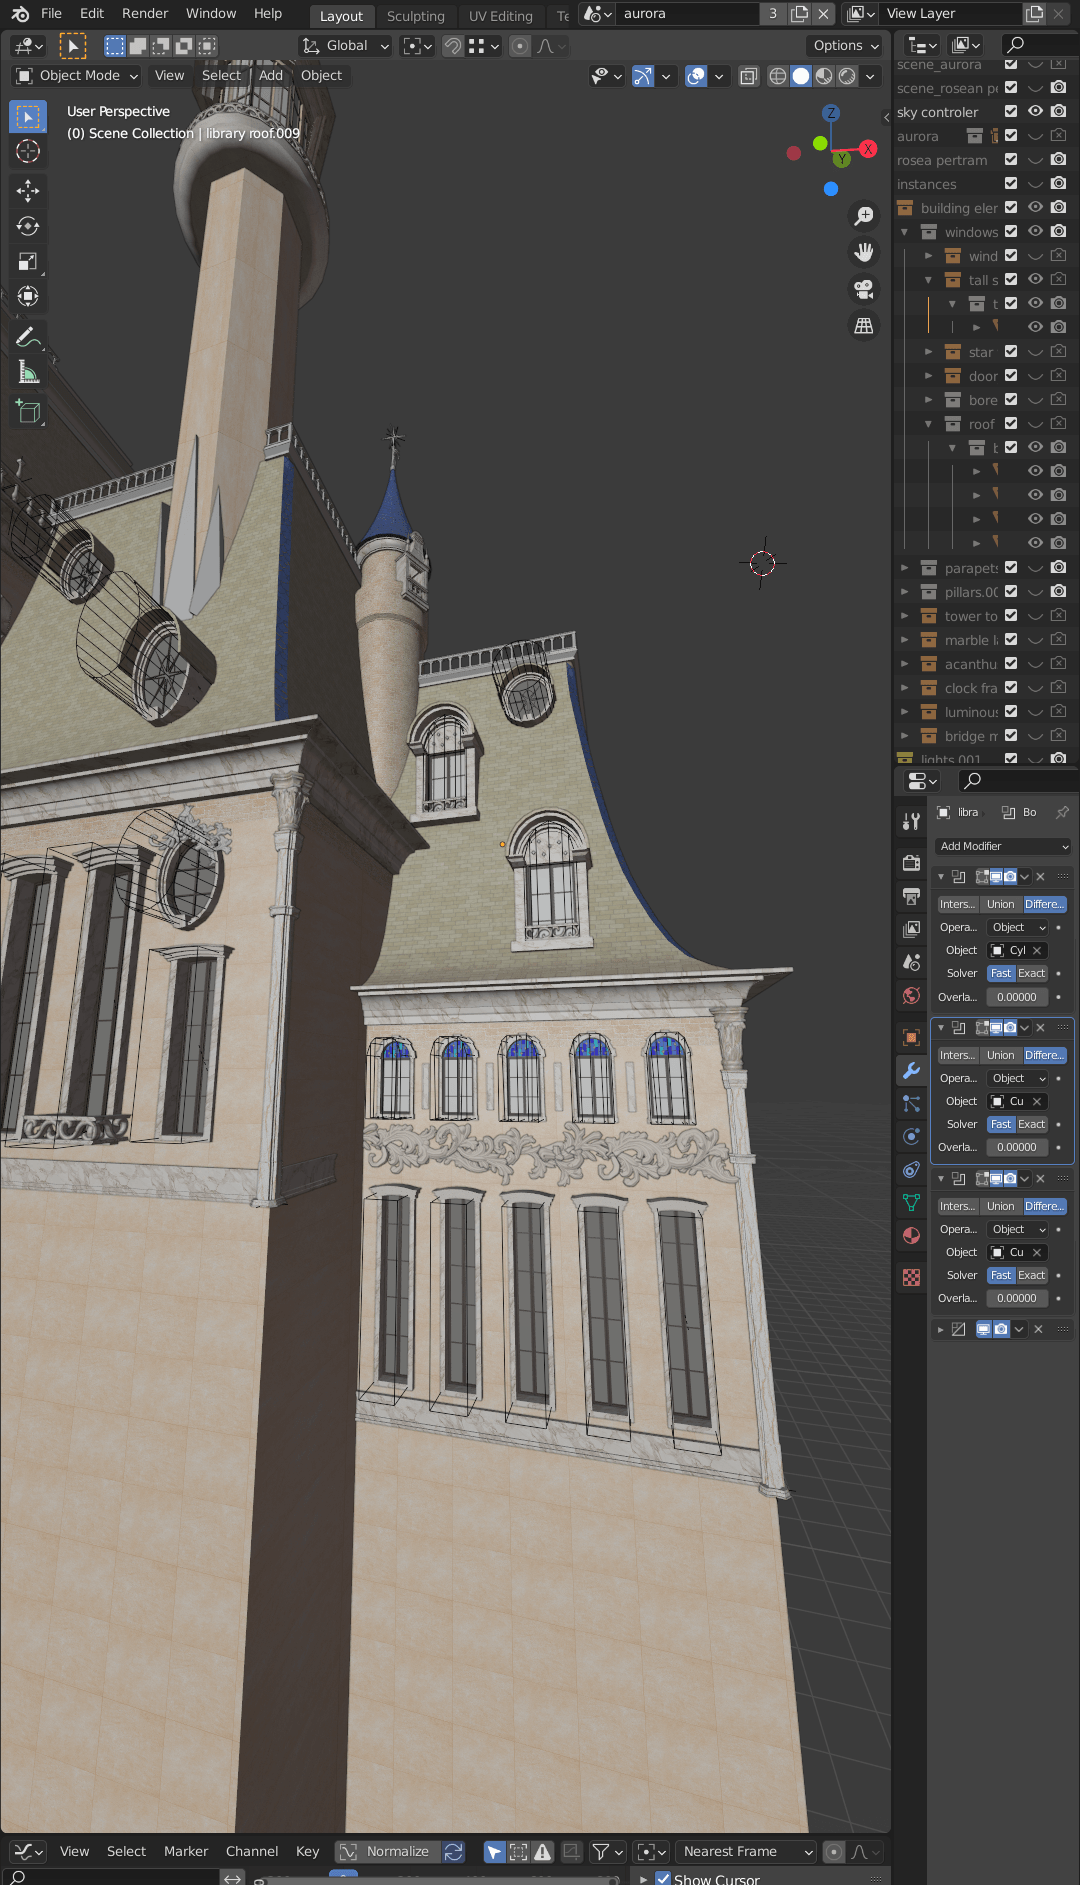 File Edit Render Window Help Layout Sculpting UV Editing Te aurora 3 View Layer
Global Options
Object Mode View Select Add Object
User Perspective
(0) Scene Collection | library roof.009
Z
X
Y
scene_aurora
scene_rosean pe
sky controler
aurora
rosea pertram
instances
building eler
windows
wind
tall s
t
star
door
bore
roof
b
parapets
pillars.00
tower to
marble l
acanthu
clock fra
luminous
bridge m
lights.001
libra Bo
Add Modifier
Inters... Union Differe...
Opera... Object
Object Cyl
Solver Fast Exact
Overla... 0.00000
Inters... Union Differe...
Opera... Object
Object Cu
Solver Fast Exact
Overla... 0.00000
Inters... Union Differe...
Opera... Object
Object Cu
Solver Fast Exact
Overla... 0.00000
View Select Marker Channel Key Normalize Nearest Frame
Show Cursor